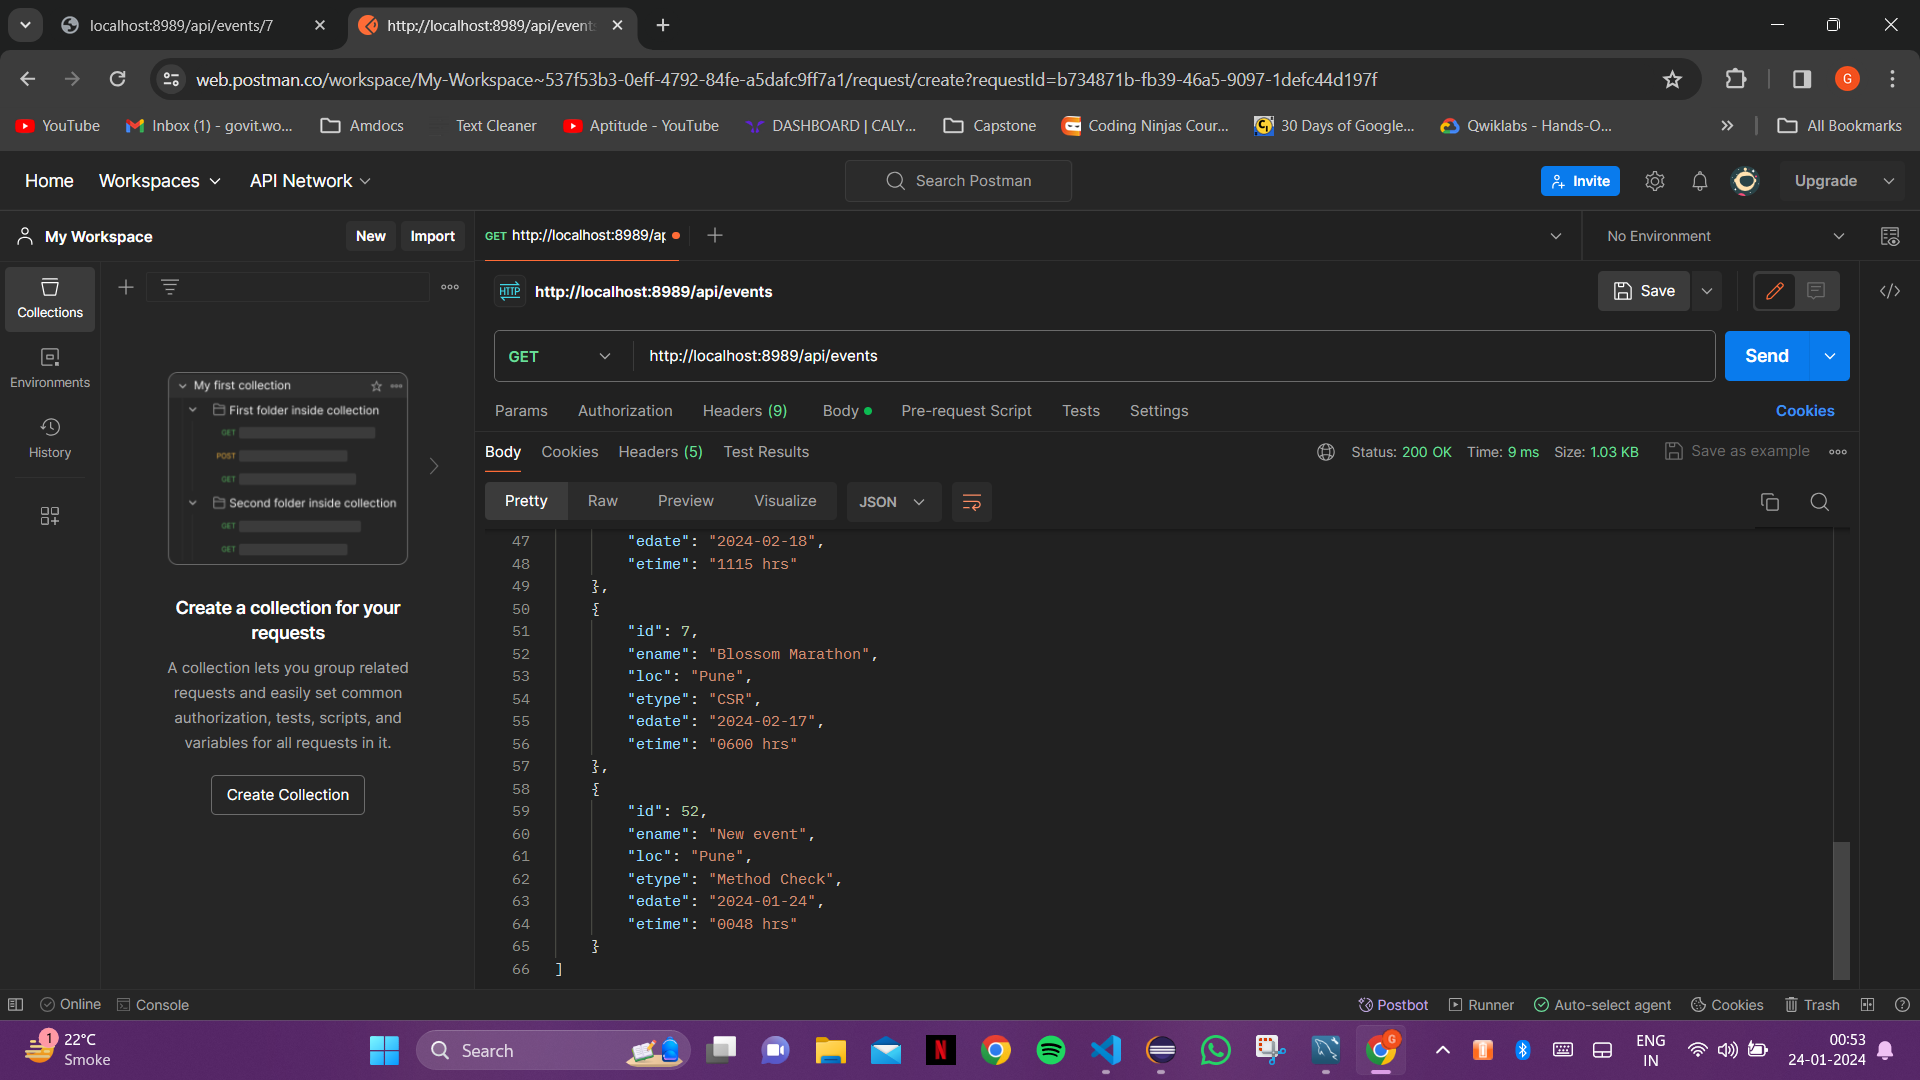 localhost:8989/api/events/7
http://localhost:8989/api/event
web.postman.co/workspace/My-Workspace~537f53b3-0eff-4792-84fe-a5dafc9ff7a1/request/create?requestId=b734871b-fb39-46a5-9097-1defc44d197f
G
YouTube
Inbox (1) - govit.wo...
Amdocs
Text Cleaner
Aptitude - YouTube
DASHBOARD | CALY...
Capstone
Coding Ninjas Cour...
30 Days of Google...
Qwiklabs - Hands-O...
All Bookmarks
Home
Workspaces
API Network
Search Postman
Invite
Upgrade
My Workspace
New
Import
GET http://localhost:8989/ap
No Environment
Collections
Environments
History
My first collection
First folder inside collection
GET
POST
GET
Second folder inside collection
GET
GET
Create a collection for your
requests
A collection lets you group related
requests and easily set common
authorization, tests, scripts, and
variables for all requests in it.
Create Collection
HTTP http://localhost:8989/api/events
Save
GET
http://localhost:8989/api/events
Send
Params
Authorization
Headers (9)
Body
Pre-request Script
Tests
Settings
Cookies
Body
Cookies
Headers (5)
Test Results
Status: 200 OK
Time: 9 ms
Size: 1.03 KB
Save as example
Pretty
Raw
Preview
Visualize
JSON
47 "edate": "2024-02-18",
48 "etime": "1115 hrs"
49 },
50 {
51 "id": 7,
52 "ename": "Blossom Marathon",
53 "loc": "Pune",
54 "etype": "CSR",
55 "edate": "2024-02-17",
56 "etime": "0600 hrs"
57 },
58 {
59 "id": 52,
60 "ename": "New event",
61 "loc": "Pune",
62 "etype": "Method Check",
63 "edate": "2024-01-24",
64 "etime": "0048 hrs"
65 }
66 ]
Online
Console
Postbot
Runner
Auto-select agent
Cookies
Trash
1
22°C
Smoke
Search
N
G
ENG
IN
00:53
24-01-2024